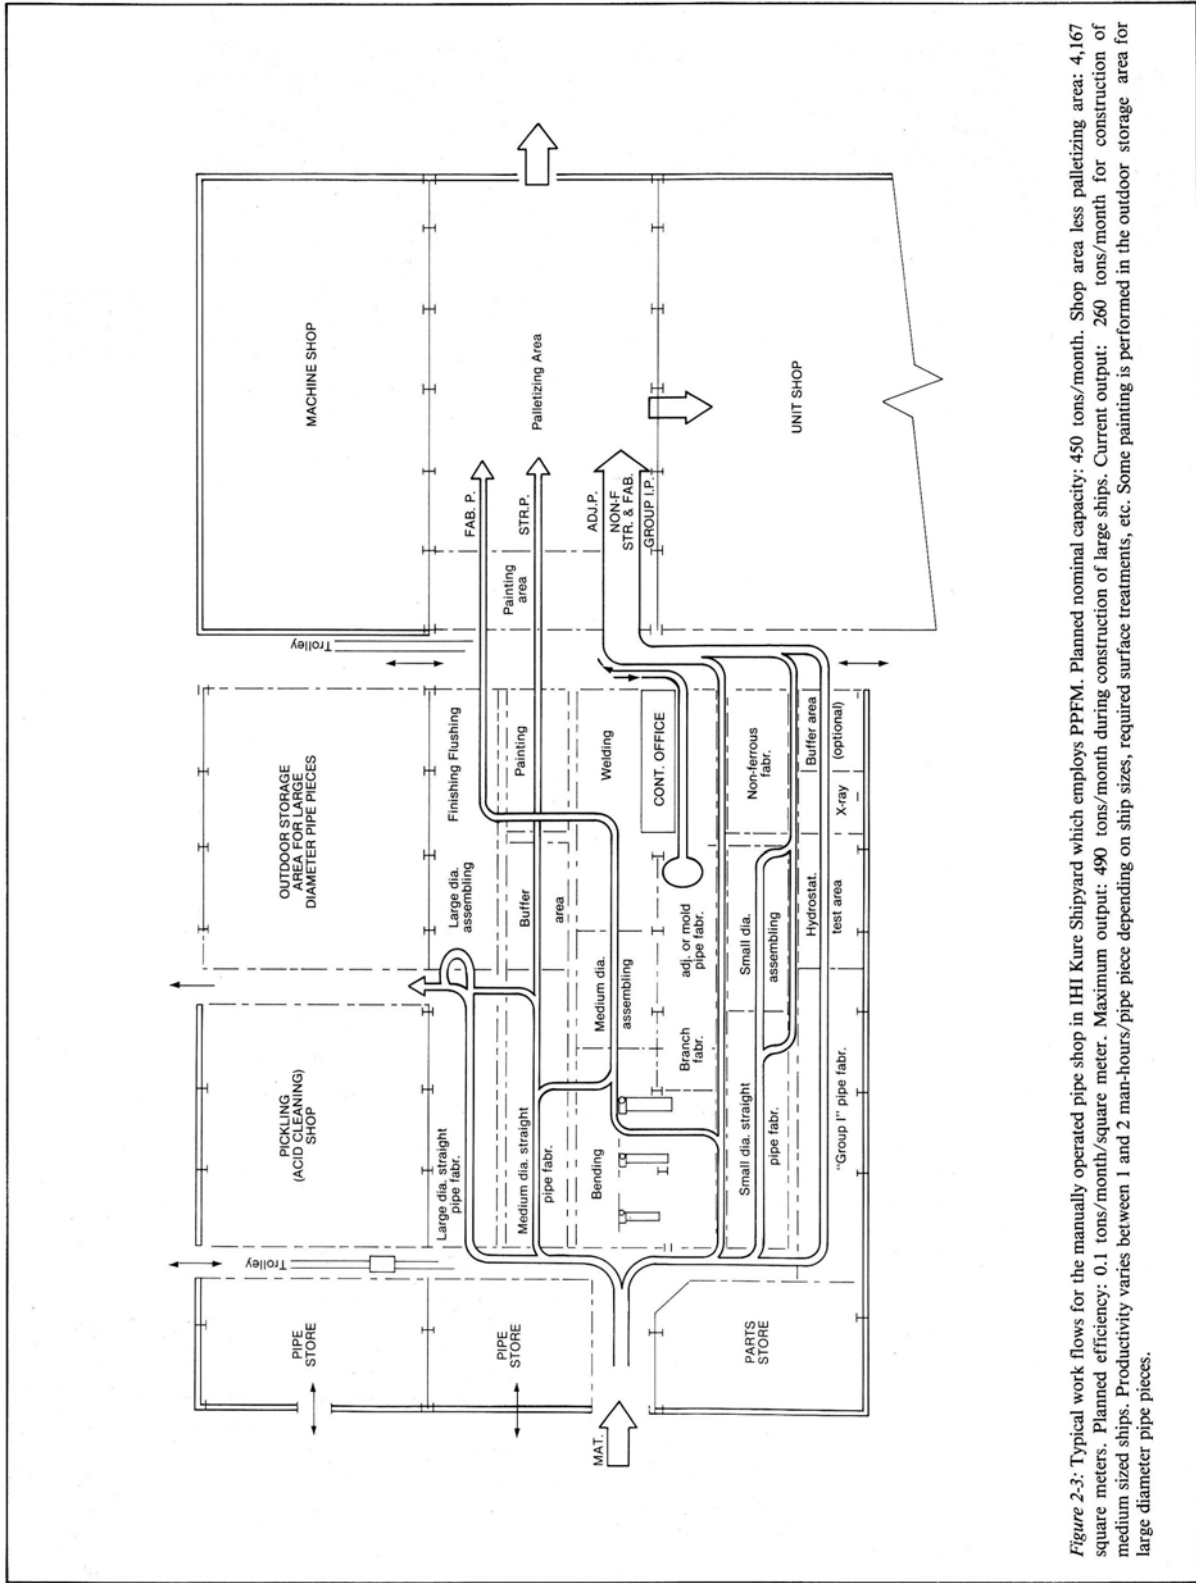 MACHINE SHOP
Palletizing Area
UNIT SHOP
FAB. P.
STR.P.
ADJ.P.
NON-F
STR. & FAB.
GROUP I.P.
Painting
area
Trolley
OUTDOOR STORAGE
AREA FOR LARGE
DIAMETER PIPE PIECES
Finishing Flushing
Painting
Welding
CONT. OFFICE
Non-ferrous
fabr.
Buffer area
(optional)
X-ray
Large dia.
assembling
Buffer
area
Medium dia.
assembling
adj. or mold
pipe fabr.
Small dia.
assembling
Hydrostat.
test area
Branch
fabr.
PICKLING
(ACID CLEANING)
SHOP
Large dia. straight
pipe fabr.
Medium dia. straight
pipe fabr.
Bending
Small dia. straight
pipe fabr.
"Group I" pipe fabr.
Trolley
PIPE
STORE
PIPE
STORE
PARTS
STORE
MAT.
Figure 2-3: Typical work flows for the manually operated pipe shop in IHI Kure Shipyard which employs PPFM. Planned nominal capacity: 450 tons/month. Shop area less palletizing area: 4,167
square meters. Planned efficiency: 0.1 tons/month/square meter. Maximum output: 490 tons/month during construction of large ships. Current output: 260 tons/month for construction of
medium sized ships. Productivity varies between 1 and 2 man-hours/pipe piece depending on ship sizes, required surface treatments, etc. Some painting is performed in the outdoor storage area for
large diameter pipe pieces.